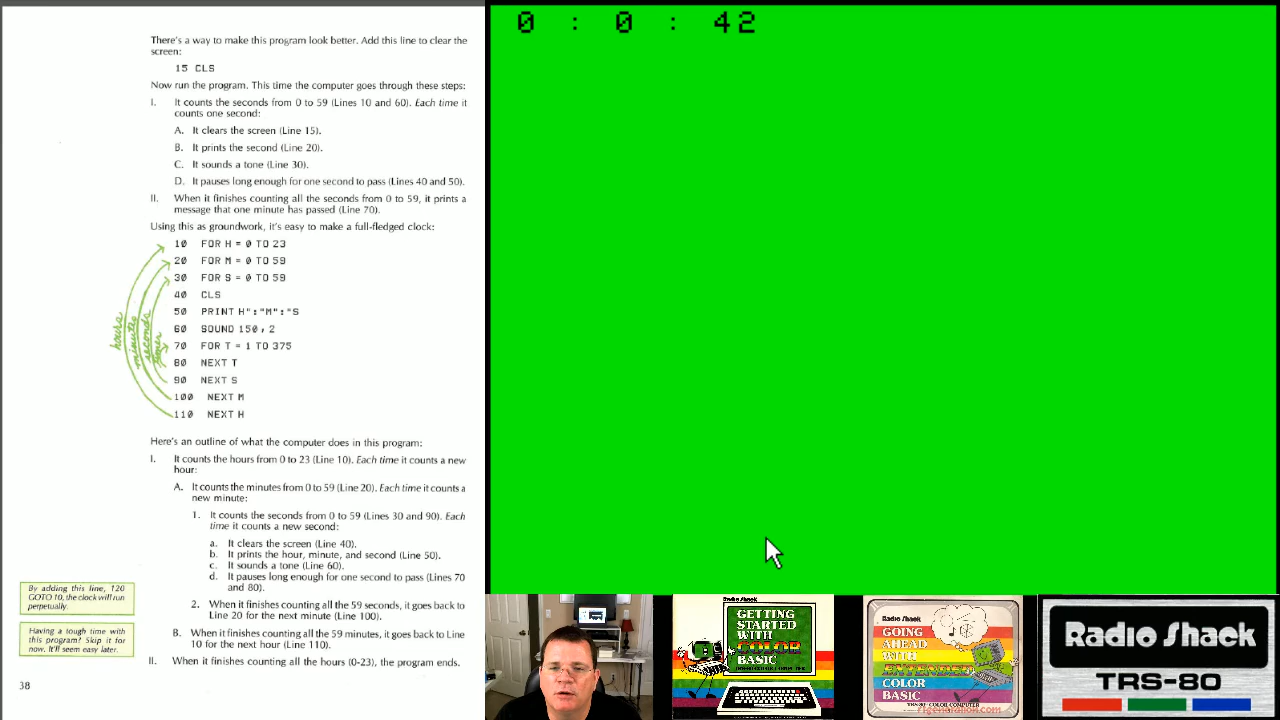 There's a way to make this program look better. Add this line to clear the
screen:
15 CLS
Now run the program. This time the computer goes through these steps:
I. It counts the seconds from 0 to 59 (Lines 10 and 60). Each time it
counts one second:
A. It clears the screen (Line 15).
B. It prints the second (Line 20).
C. It sounds a tone (Line 30).
D. It pauses long enough for one second to pass (Lines 40 and 50).
II. When it finishes counting all the seconds from 0 to 59, it prints a
message that one minute has passed (Line 70).
Using this as groundwork, it's easy to make a full-fledged clock:
10 FOR H = 0 TO 23
20 FOR M = 0 TO 59
30 FOR S = 0 TO 59
40 CLS
50 PRINT H":"M":"S
60 SOUND 150,2
70 FOR T = 1 TO 375
80 NEXT T
90 NEXT S
100 NEXT M
110 NEXT H
hours
minutes
seconds
timer
Here's an outline of what the computer does in this program:
I. It counts the hours from 0 to 23 (Line 10). Each time it counts a new
hour:
A. It counts the minutes from 0 to 59 (Line 20). Each time it counts a
new minute:
1. It counts the seconds from 0 to 59 (Lines 30 and 90). Each
time it counts a new second:
a. It clears the screen (Line 40).
b. It prints the hour, minute, and second (Line 50).
c. It sounds a tone (Line 60).
d. It pauses long enough for one second to pass (Lines 70
and 80).
2. When it finishes counting all the 59 seconds, it goes back to
Line 20 for the next minute (Line 100).
B. When it finishes counting all the 59 minutes, it goes back to Line
10 for the next hour (Line 110).
II. When it finishes counting all the hours (0-23), the program ends.
By adding this line, 120
GOTO 10, the clock will run
perpetually.
Having a tough time with
this program? Skip it for
now. It'll seem easy later.
38
0 : 0 : 42
Radio Shack
GETTING
STARTED
WITH
COLOR
BASIC
Radio Shack
GOING
AHEAD
WITH
EXTENDED
COLOR
BASIC
TRS-80 COLOR COMPUTER
Radio Shack
TRS-80